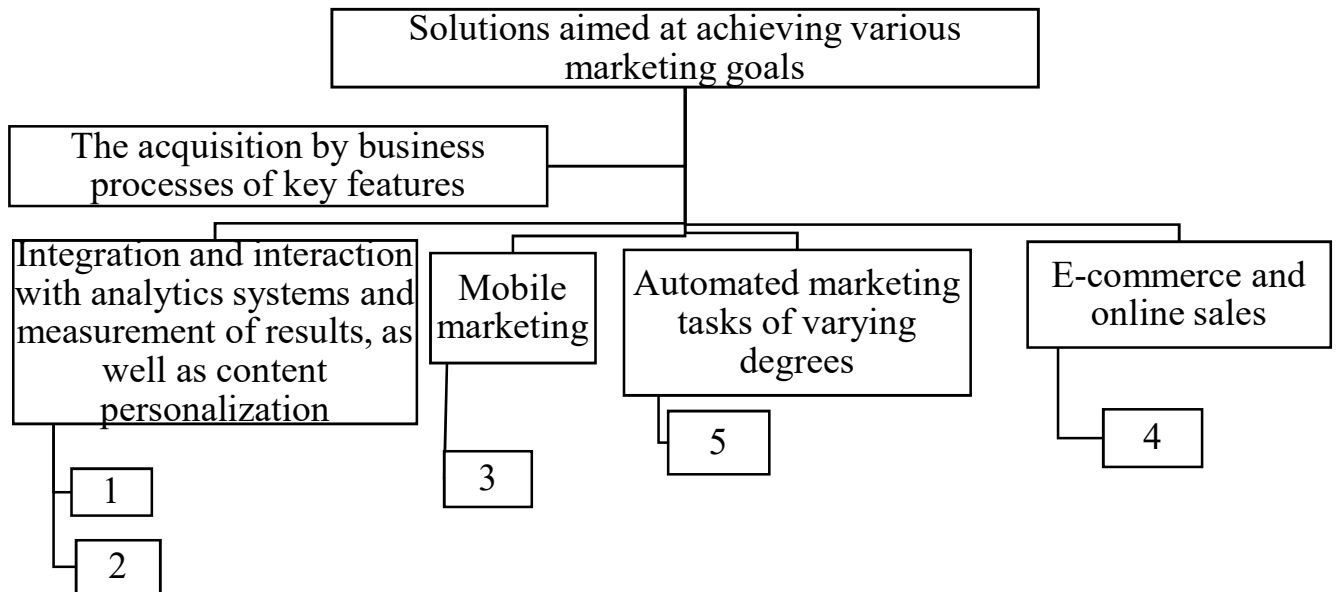 Solutions aimed at achieving various
marketing goals
The acquisition by business
processes of key features
Integration and interaction
with analytics systems and
measurement of results, as
well as content
personalization
Mobile
marketing
Automated marketing
tasks of varying
degrees
E-commerce and
online sales
1
2
3
5
4